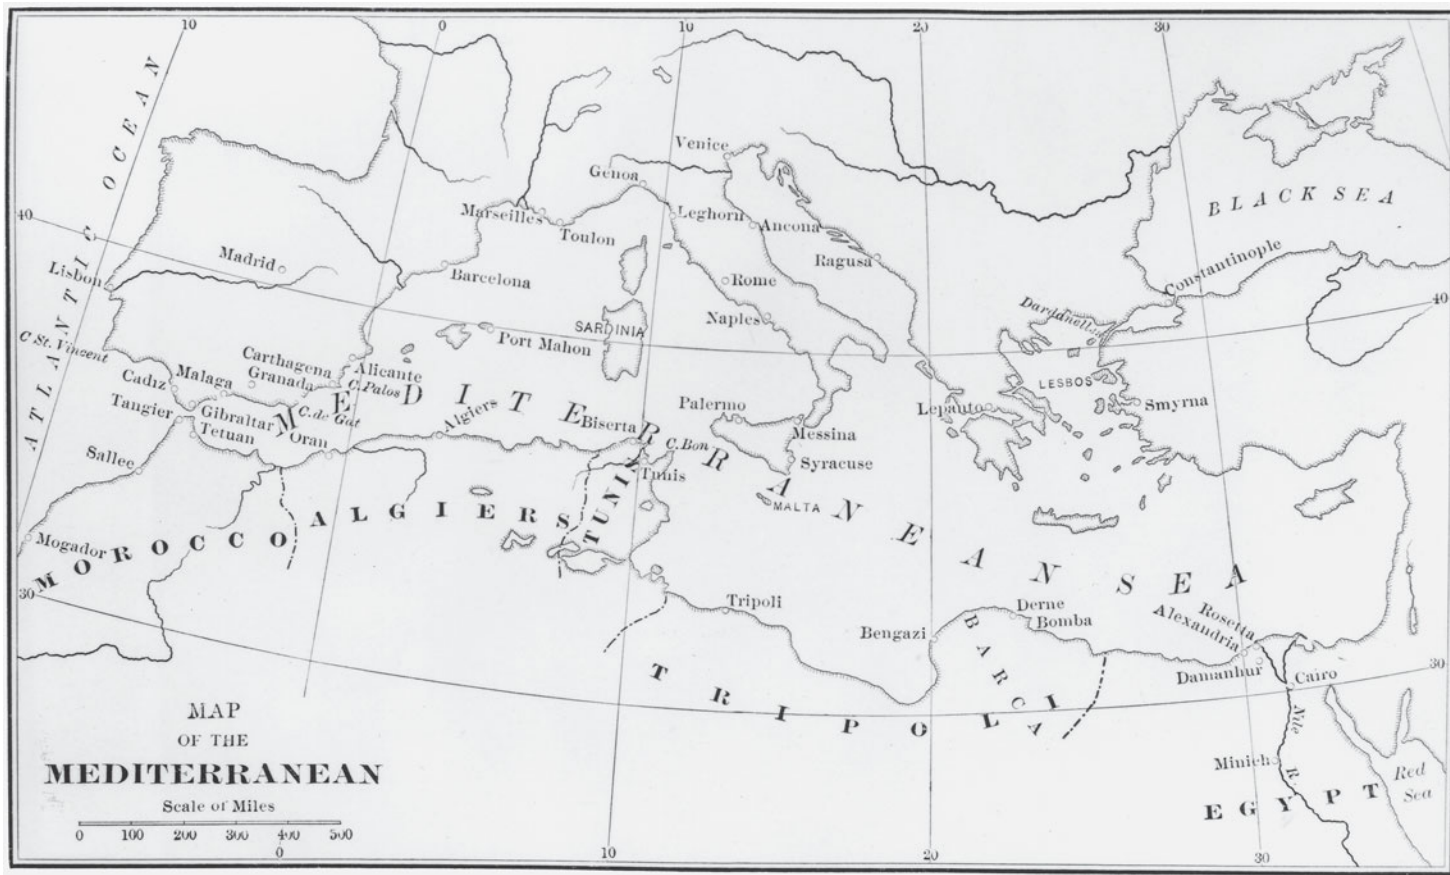 10
0
10
20
30
ATLANTIC OCEAN
BLACK SEA
Venice
Genoa
Marseilles
Toulon
Leghorn
Ancona
Ragusa
40
Madrid
Lisbon
Barcelona
Rome
Constantinople
40
Dardanelles
SARDINIA
Naples
Port Mahon
C St. Vincent
Carthagena
Alicante
Granada
C. Palos
Malaga
Cadiz
LESBOS
Smyrna
Lepanto
Tangier
Gibraltar
C. de Gat
Tetuan
Oran
Algiers
Biserta
C. Bon
Palermo
Messina
Syracuse
Tunis
MALTA
MEDITERRANEAN SEA
Sallee
Mogador
MOROCCO
ALGIERS
TUNIS
30
Tripoli
Bengazi
Derne
Bomba
BARCA
TRIPOLI
Rosetta
Alexandria
Damanhur
Cairo
30
Nile R.
Minieh
EGYPT
Red
Sea
MAP
OF THE
MEDITERRANEAN
Scale of Miles
0 100 200 300 400 500
0
10
20
30